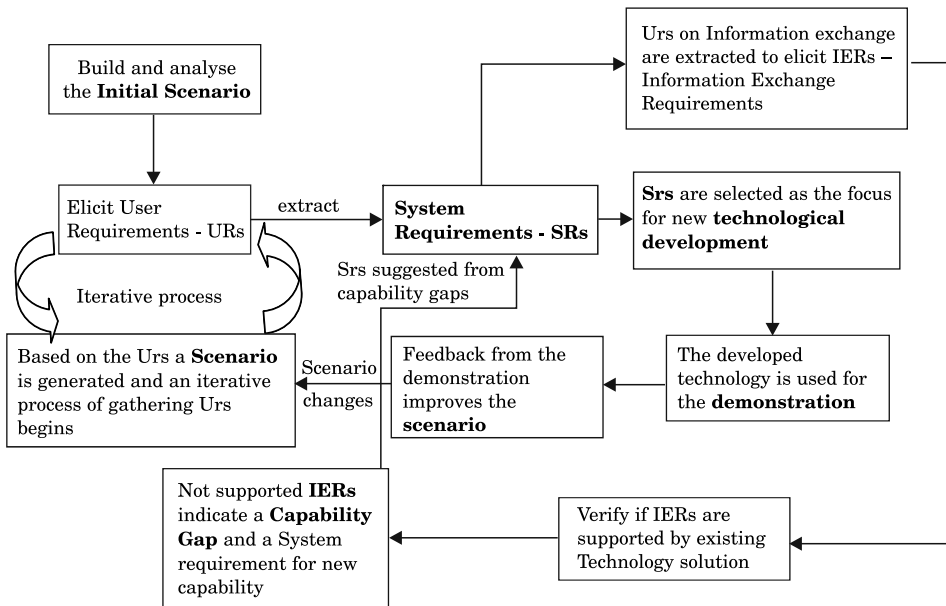 Build and analyse
the Initial Scenario
Urs on Information exchange
are extracted to elicit IERs –
Information Exchange
Requirements
Elicit User
Requirements - URs
extract
System
Requirements - SRs
Srs are selected as the focus
for new technological
development
Srs suggested from
capability gaps
Iterative process
Based on the Urs a Scenario
is generated and an iterative
process of gathering Urs
begins
Scenario
changes
Feedback from the
demonstration
improves the
scenario
The developed
technology is used for
the demonstration
Not supported IERs
indicate a Capability
Gap and a System
requirement for new
capability
Verify if IERs are
supported by existing
Technology solution